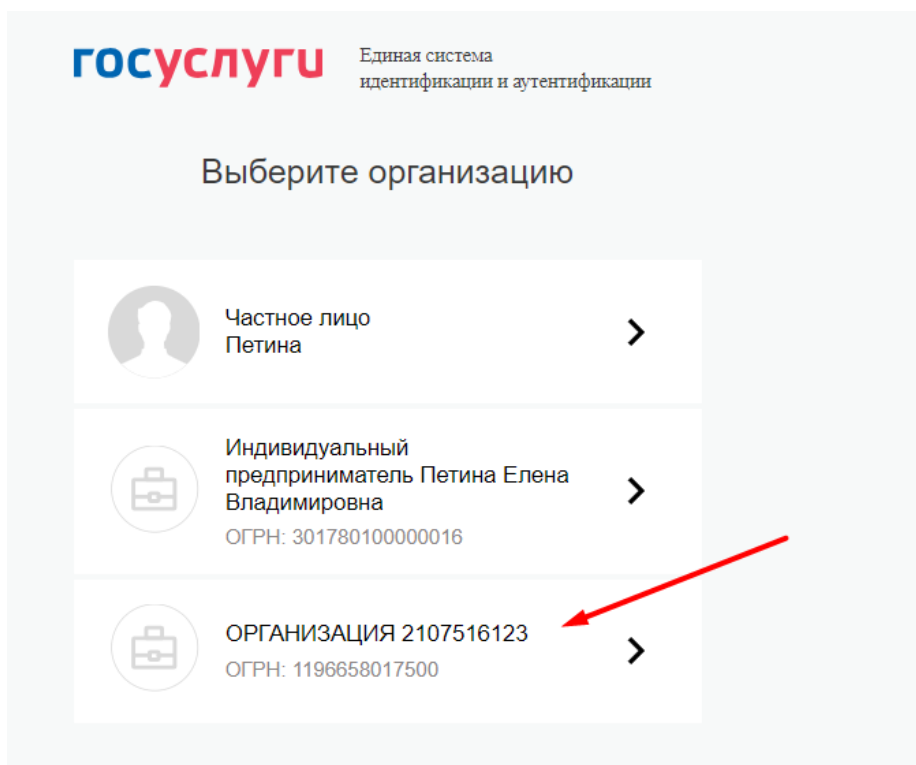 госуслуги
Единая система
идентификации и аутентификации
Выберите организацию
Частное лицо
Петина
Индивидуальный
предприниматель Петина Елена
Владимировна
ОГРН: 301780100000016
ОРГАНИЗАЦИЯ 2107516123
ОГРН: 1196658017500